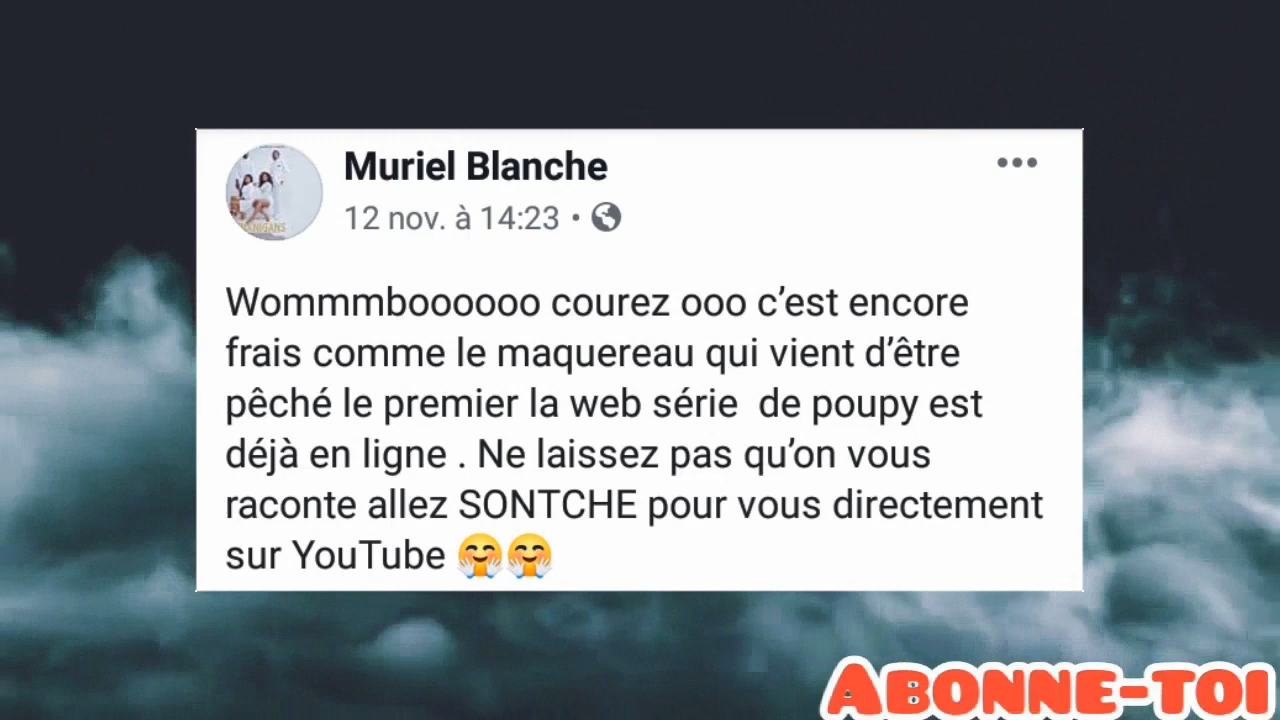 Muriel Blanche
12 nov. à 14:23 •
Wommmboooooo courez ooo c’est encore
frais comme le maquereau qui vient d’être
pêché le premier la web série  de poupy est
déjà en ligne . Ne laissez pas qu’on vous
raconte allez SONTCHE pour vous directement
sur YouTube 🤗🤗
ABONNE-TOI